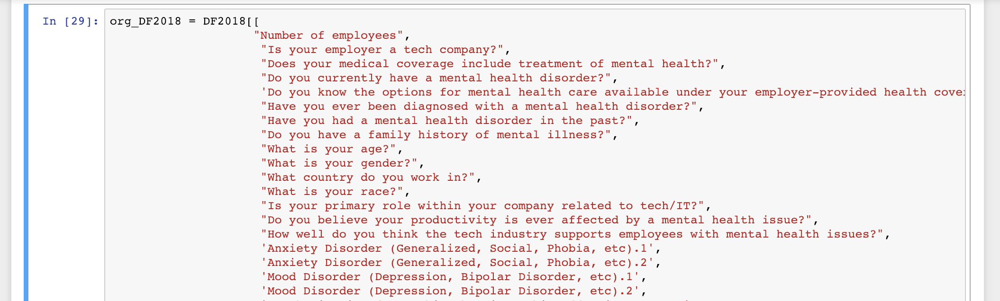 In [29]: org_DF2018 = DF2018[[
"Number of employees",
"Is your employer a tech company?",
"Does your medical coverage include treatment of mental health?",
"Do you currently have a mental health disorder?",
'Do you know the options for mental health care available under your employer-provided health
"Have you ever been diagnosed with a mental health disorder?",
"Have you had a mental health disorder in the past?",
"Do you have a family history of mental illness?",
"What is your age?",
"What is your gender?",
"What country do you work in?",
"What is your race?",
"Is your primary role within your company related to tech/IT?",
"Do you believe your productivity is ever affected by a mental health issue?",
"How well do you think the tech industry supports employees with mental health issues?",
'Anxiety Disorder (Generalized, Social, Phobia, etc).1',
'Anxiety Disorder (Generalized, Social, Phobia, etc).2',
'Mood Disorder (Depression, Bipolar Disorder, etc).1',
'Mood Disorder (Depression, Bipolar Disorder, etc).2',